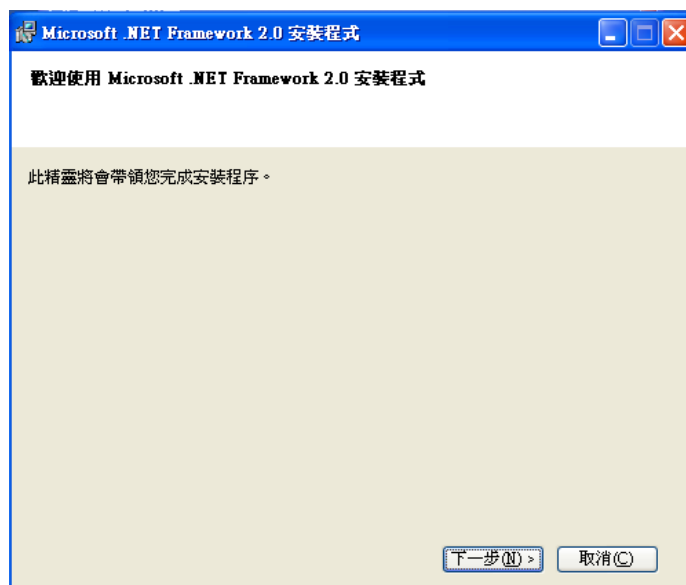 Microsoft .NET Framework 2.0 安裝程式
歡迎使用 Microsoft .NET Framework 2.0 安裝程式
此精靈將會帶領您完成安裝程序。
下一步(N) > 取消(C)